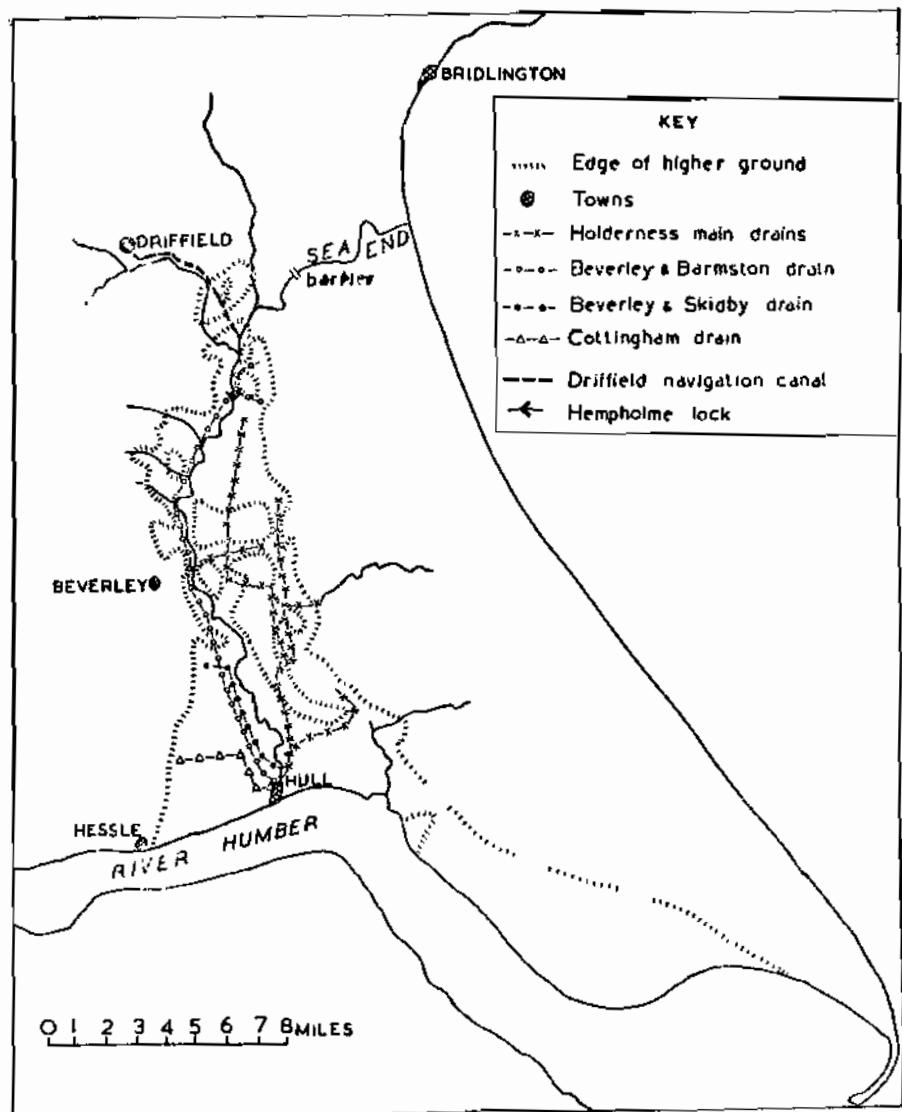 BRIDLINGTON
KEY
Edge of higher ground
Towns
Holderness main drains
Beverley & Barmston drain
Beverley & Skidby drain
Cottingham drain
Driffield navigation canal
Hempholme lock
DRIFFIELD
SEA END
barrier
BEVERLEY
HULL
HESSLE
RIVER HUMBER
0 1 2 3 4 5 6 7 8 MILES